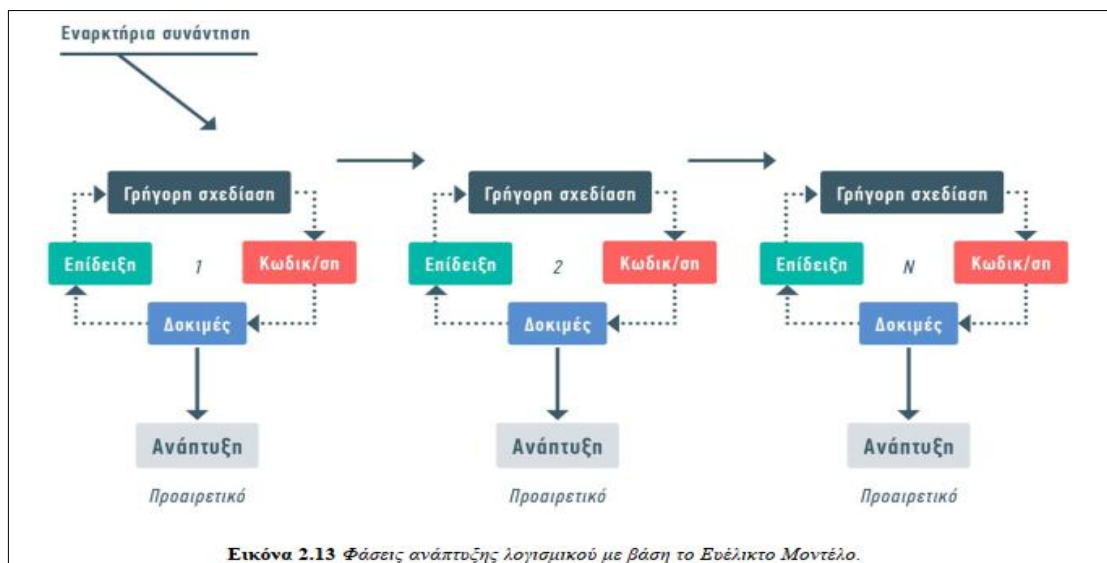 Εναρκτήρια συνάντηση
Γρήγορη σχεδίαση
Γρήγορη σχεδίαση
Γρήγορη σχεδίαση
Επίδειξη 1 Κωδικ/ση
Επίδειξη 2 Κωδικ/ση
Επίδειξη N Κωδικ/ση
Δοκιμές
Δοκιμές
Δοκιμές
Ανάπτυξη
Ανάπτυξη
Ανάπτυξη
Προαιρετικό
Προαιρετικό
Προαιρετικό
Εικόνα 2.13 Φάσεις ανάπτυξης λογισμικού με βάση το Ευέλικτο Μοντέλο.